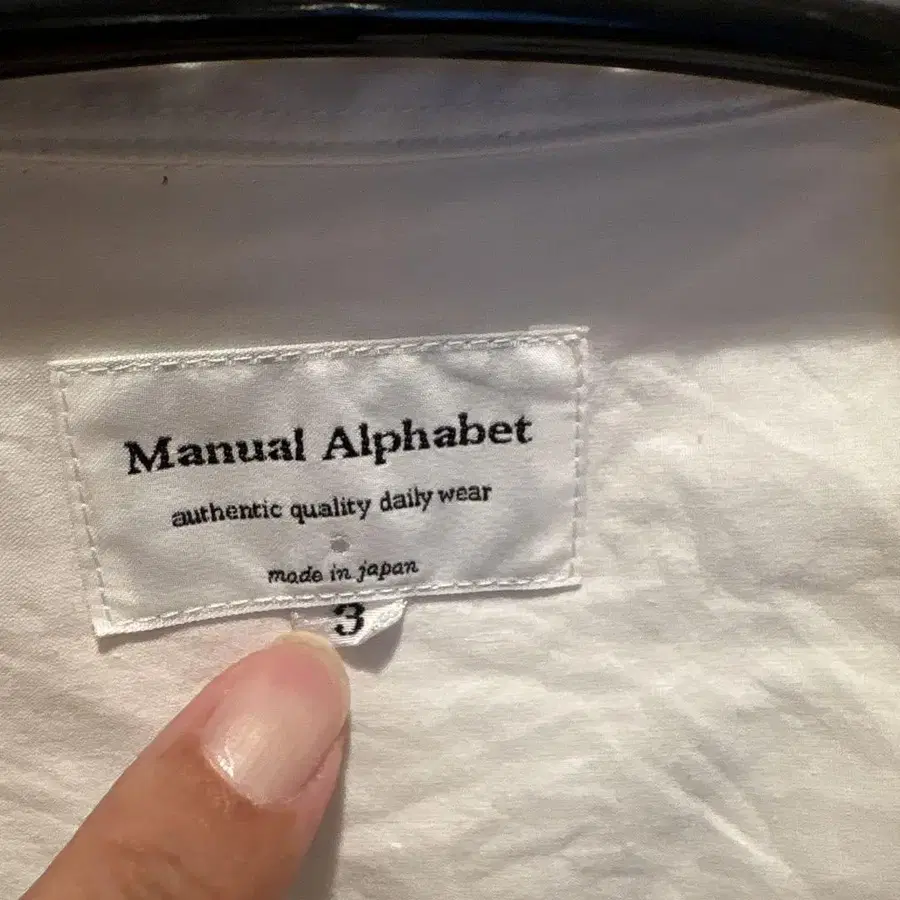 Manual Alphabet
authentic quality daily wear
made in japan
3